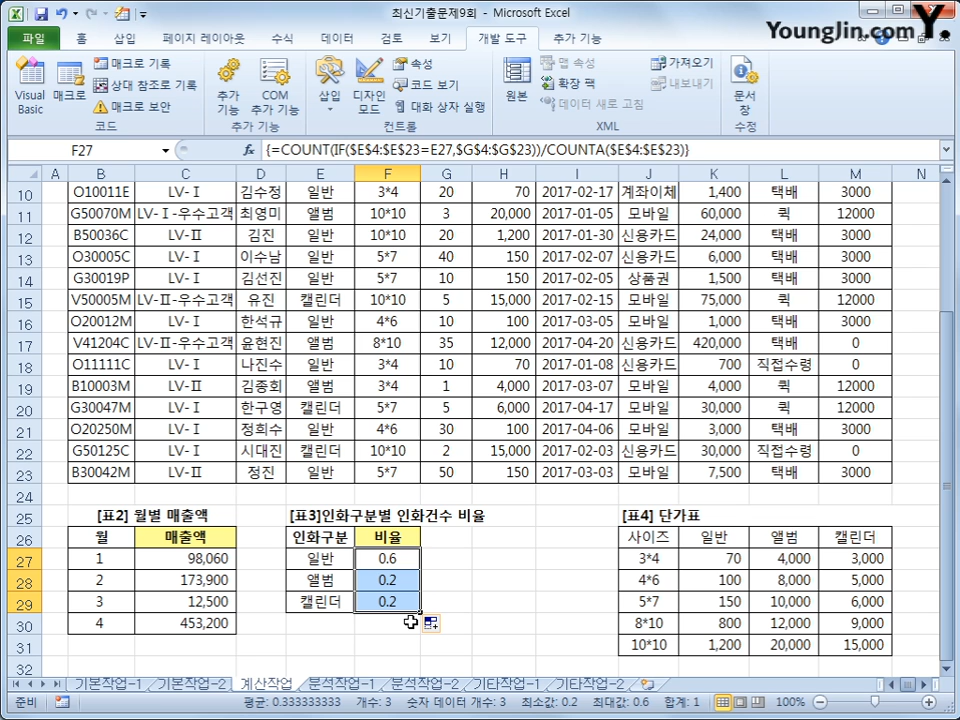 최신기출문제9회 - Microsoft Excel
Younglin.com Y.
파일 홈 삽입 페이지 레이아웃 수식 데이터 검토 보기 개발 도구 추가 기능
Visual Basic 매크로 매크로 기록 상대 참조로 기록 매크로 보안 코드
추가 기능 COM 추가 기능 추가 기능
삽입 디자인 모드 속성 코드 보기 대화 상자 실행 컨트롤
원본 맵 속성 확장 팩 데이터 새로 고침 가져오기 내보내기 XML
문서 창 수정
F27 fx {=COUNT(IF($E$4:$E$23=E27,$G$4:$G$23))/COUNTA($E$4:$E$23)}
A B C D E F G H I J K L M N
10 O10011E LV-Ⅰ 김수정 일반 3*4 20 70 2017-02-17 계좌이체 1,400 택배 3000
11 G50070M LV-Ⅰ-우수고객 최영미 앨범 10*10 3 20,000 2017-01-05 모바일 60,000 퀵 12000
12 B50036C LV-Ⅱ 김진 일반 10*10 20 1,200 2017-01-30 신용카드 24,000 택배 3000
13 O30005C LV-Ⅰ 이수남 일반 5*7 40 150 2017-02-07 신용카드 6,000 택배 3000
14 G30019P LV-Ⅰ 김선진 일반 5*7 10 150 2017-02-05 상품권 1,500 택배 3000
15 V50005M LV-Ⅱ-우수고객 유진 캘린더 10*10 5 15,000 2017-02-15 모바일 75,000 퀵 12000
16 O20012M LV-Ⅰ 한석규 일반 4*6 10 100 2017-03-05 모바일 1,000 택배 3000
17 V41204C LV-Ⅱ-우수고객 윤현진 앨범 8*10 35 12,000 2017-04-20 신용카드 420,000 택배 0
18 O11111C LV-Ⅰ 나진수 일반 3*4 10 70 2017-01-08 신용카드 700 직접수령 0
19 B10003M LV-Ⅱ 김종회 앨범 3*4 1 4,000 2017-03-07 모바일 4,000 퀵 12000
20 G30047M LV-Ⅰ 한구영 캘린더 5*7 5 6,000 2017-04-17 모바일 30,000 퀵 12000
21 O20250M LV-Ⅰ 정희수 일반 4*6 30 100 2017-04-06 모바일 3,000 택배 3000
22 G50125C LV-Ⅰ 시대진 캘린더 10*10 2 15,000 2017-02-03 신용카드 30,000 직접수령 0
23 B30042M LV-Ⅱ 정진 일반 5*7 50 150 2017-03-03 모바일 7,500 택배 3000
24
25 [표2] 월별 매출액 [표3]인화구분별 인화건수 비율 [표4] 단가표
26 월 매출액 인화구분 비율 사이즈 일반 앨범 캘린더
27 1 98,060 일반 0.6 3*4 70 4,000 3,000
28 2 173,900 앨범 0.2 4*6 100 8,000 5,000
29 3 12,500 캘린더 0.2 5*7 150 10,000 6,000
30 4 453,200 8*10 800 12,000 9,000
31 10*10 1,200 20,000 15,000
32
기본작업-1 기본작업-2 계산작업 분석작업-1 분석작업-2 기타작업-1 기타작업-2
준비 평균: 0.333333333 개수: 3 숫자 데이터 개수: 3 최소값: 0.2 최대값: 0.6 합계: 1 100%